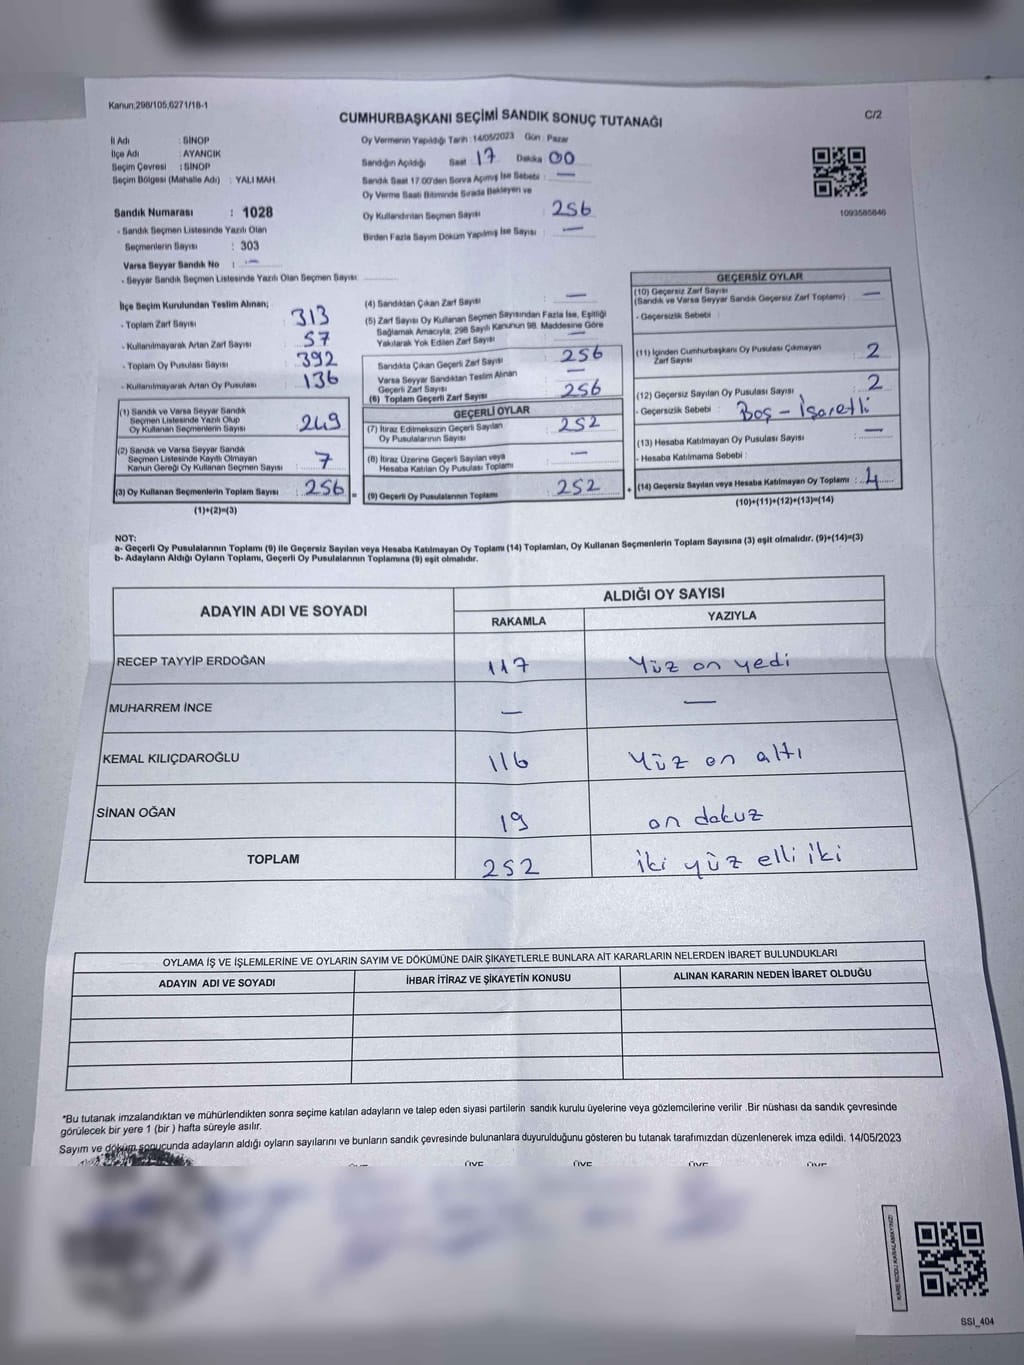 Kanun;298/105,6271/18-1
CUMHURBAŞKANI SEÇİMİ SANDIK SONUÇ TUTANAĞI
C/2
İl Adı : SİNOP
İlçe Adı : AYANCIK
Seçim Çevresi : SİNOP
Seçim Bölgesi (Mahalle Adı) : YALI MAH.
Sandık Numarası : 1028
- Sandık Seçmen Listesinde Yazılı Olan
Seçmenlerin Sayısı : 303
Varsa Seyyar Sandık No : —
- Seyyar Sandık Seçmen Listesinde Yazılı Olan Seçmen Sayısı:
Oy Vermenin Yapıldığı Tarih : 14/05/2023 Gün : Pazar
Sandığın Açıldığı Saat : 17 Dakika : 00
Sandık Saat 17.00'den Sonra Açımış İse Sebebi : —
Oy Verme Saati Bitiminde Sırada Bekleyen ve
Oy Kullandırılan Seçmen Sayısı : 256
Birden Fazla Sayım Döküm Yapılmış İse Sayısı : —
1093585846
İlçe Seçim Kurulundan Teslim Alınan;
- Toplam Zarf Sayısı : 313
- Kullanılmayarak Artan Zarf Sayısı : 57
- Toplam Oy Pusulası Sayısı : 392
- Kullanılmayarak Artan Oy Pusulası : 136
(1) Sandık ve Varsa Seyyar Sandık
Seçmen Listesinde Yazılı Olup
Oy Kullanan Seçmenlerin Sayısı : 249
(2) Sandık ve Varsa Seyyar Sandık
Seçmen Listesinde Kayıtlı Olmayan
Kanun Gereği Oy Kullanan Seçmen Sayısı : 7
(3) Oy Kullanan Seçmenlerin Toplam Sayısı : 256
(1)+(2)=(3)
(4) Sandıktan Çıkan Zarf Sayısı : —
(5) Zarf Sayısı Oy Kullanan Seçmen Sayısından Fazla İse, Eşitliği
Sağlamak Amacıyla; 298 Sayılı Kanunun 98. Maddesine Göre
Yakılarak Yok Edilen Zarf Sayısı : —
Sandıkta Çıkan Geçerli Zarf Sayısı : 256
Varsa Seyyar Sandıktan Teslim Alınan
Geçerli Zarf Sayısı : —
(6) Toplam Geçerli Zarf Sayısı : 256
GEÇERLİ OYLAR
(7) İtiraz Edilmeksizin Geçerli Sayılan
Oy Pusulalarının Sayısı : 252
(8) İtiraz Üzerine Geçerli Sayılan veya
Hesaba Katılan Oy Pusulası Toplamı : —
= (9) Geçerli Oy Pusulalarının Toplamı : 252
GEÇERSİZ OYLAR
(10) Geçersiz Zarf Sayısı
(Sandık ve Varsa Seyyar Sandık Geçersiz Zarf Toplamı) : —
- Geçersizlik Sebebi :
(11) İçinden Cumhurbaşkanı Oy Pusulası Çıkmayan
Zarf Sayısı : 2
(12) Geçersiz Sayılan Oy Pusulası Sayısı : 2
- Geçersizlik Sebebi : Boş - İşaretli
(13) Hesaba Katılmayan Oy Pusulası Sayısı : —
- Hesaba Katılmama Sebebi :
+ (14) Geçersiz Sayılan veya Hesaba Katılmayan Oy Toplamı : 4
(10)+(11)+(12)+(13)=(14)
NOT:
a- Geçerli Oy Pusulalarının Toplamı (9) ile Geçersiz Sayılan veya Hesaba Katılmayan Oy Toplamı (14) Toplamları, Oy Kullanan Seçmenlerin Toplam Sayısına (3) eşit olmalıdır. (9)+(14)=(3)
b- Adayların Aldığı Oyların Toplamı, Geçerli Oy Pusulalarının Toplamına (9) eşit olmalıdır.
ADAYIN ADI VE SOYADI
ALDIĞI OY SAYISI
RAKAMLA YAZIYLA
RECEP TAYYİP ERDOĞAN 117 Yüz on yedi
MUHARREM İNCE — —
KEMAL KILIÇDAROĞLU 116 Yüz on altı
SİNAN OĞAN 19 on dokuz
TOPLAM 252 iki yüz elli iki
OYLAMA İŞ VE İŞLEMLERİNE VE OYLARIN SAYIM VE DÖKÜMÜNE DAİR ŞİKAYETLERLE BUNLARA AİT KARARLARIN NELERDEN İBARET BULUNDUKLARI
ADAYIN ADI VE SOYADI İHBAR İTİRAZ VE ŞİKAYETİN KONUSU ALINAN KARARIN NEDEN İBARET OLDUĞU
*Bu tutanak imzalandıktan ve mühürlendikten sonra seçime katılan adayların ve talep eden siyasi partilerin sandık kurulu üyelerine veya gözlemcilerine verilir .Bir nüshası da sandık çevresinde
görülecek bir yere 1 (bir ) hafta süreyle asılır.
Sayım ve döküm sonucunda adayların aldığı oyların sayılarını ve bunların sandık çevresinde bulunanlara duyurulduğunu gösteren bu tutanak tarafımızdan düzenlenerek imza edildi. 14/05/2023
ÜYE ÜYE ÜYE ÜYE
KARE KODU KARALAMAYINIZ!
SSI_404